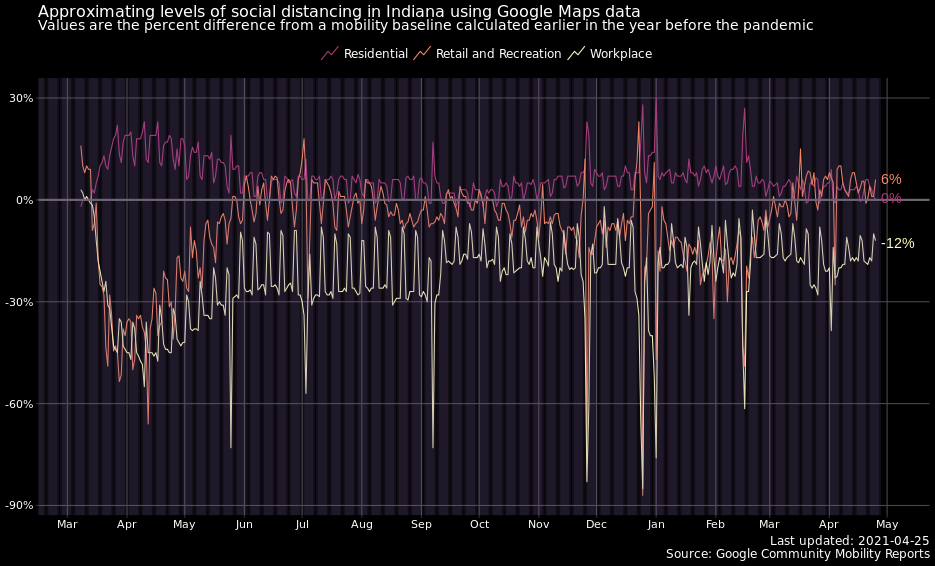 Approximating levels of social distancing in Indiana using Google Maps data
Values are the percent difference from a mobility baseline calculated earlier in the year before the pandemic
Residential Retail and Recreation Workplace
30%
0%
-30%
-60%
-90%
6%
0%
-12%
Mar Apr May Jun Jul Aug Sep Oct Nov Dec Jan Feb Mar Apr May
Last updated: 2021-04-25
Source: Google Community Mobility Reports